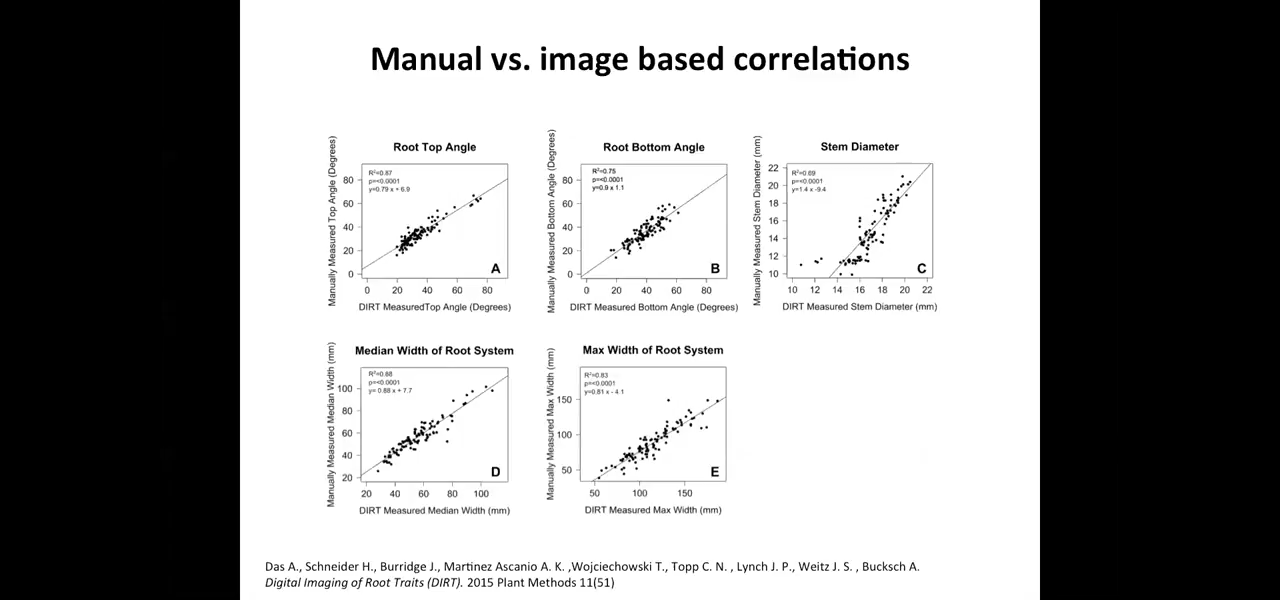 Manual vs. image based correlations
Root Top Angle
Manually Measured Top Angle (Degrees)
R²=0.87
p=<0.0001
y=0.79 x + 6.9
80
60
40
20
0
A
0 20 40 60 80
DIRT MeasuredTop Angle (Degrees)
Root Bottom Angle
Manually Measured Bottom Angle (Degrees)
R²=0.75
p=<0.0001
y=0.9 x 1.1
80
60
40
20
0
B
0 20 40 60 80
DIRT Measured Bottom Angle (Degrees)
Stem Diameter
Manually Measured Stem Diameter (mm)
R²=0.69
p=<0.0001
y=1.4 x -9.4
22
20
18
16
14
12
10
C
10 12 14 16 18 20 22
DIRT Measured Stem Diameter (mm)
Median Width of Root System
Manually Measured Median Width (mm)
R²=0.88
p=<0.0001
y= 0.88 x + 7.7
100
80
60
40
20
D
20 40 60 80 100
DIRT Measured Median Width (mm)
Max Width of Root System
Manually Measured Max Width (mm)
R²=0.83
p=<0.0001
y=0.81 x - 4.1
150
100
50
E
50 100 150
DIRT Measured Max Width (mm)
Das A., Schneider H., Burridge J., Martinez Ascanio A. K. ,Wojciechowski T., Topp C. N. , Lynch J. P., Weitz J. S. , Bucksch A.
Digital Imaging of Root Traits (DIRT). 2015 Plant Methods 11(51)